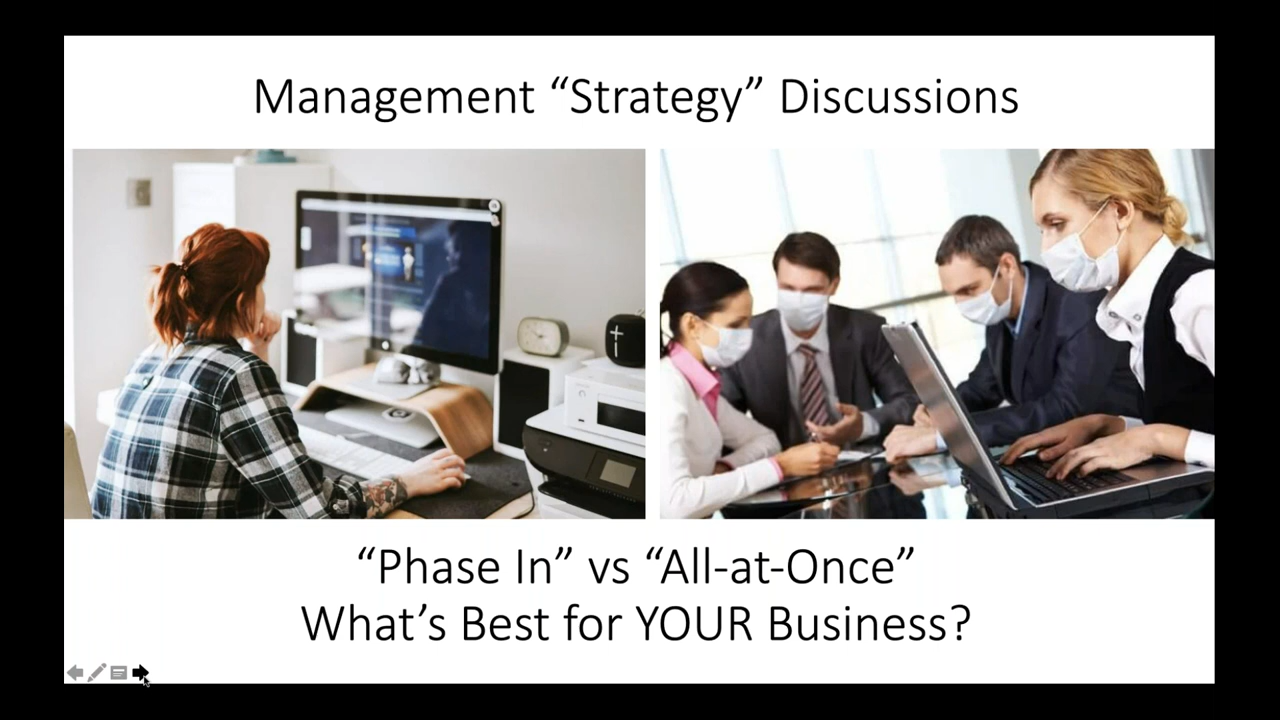 Management “Strategy” Discussions
“Phase In” vs “All-at-Once”
What’s Best for YOUR Business?